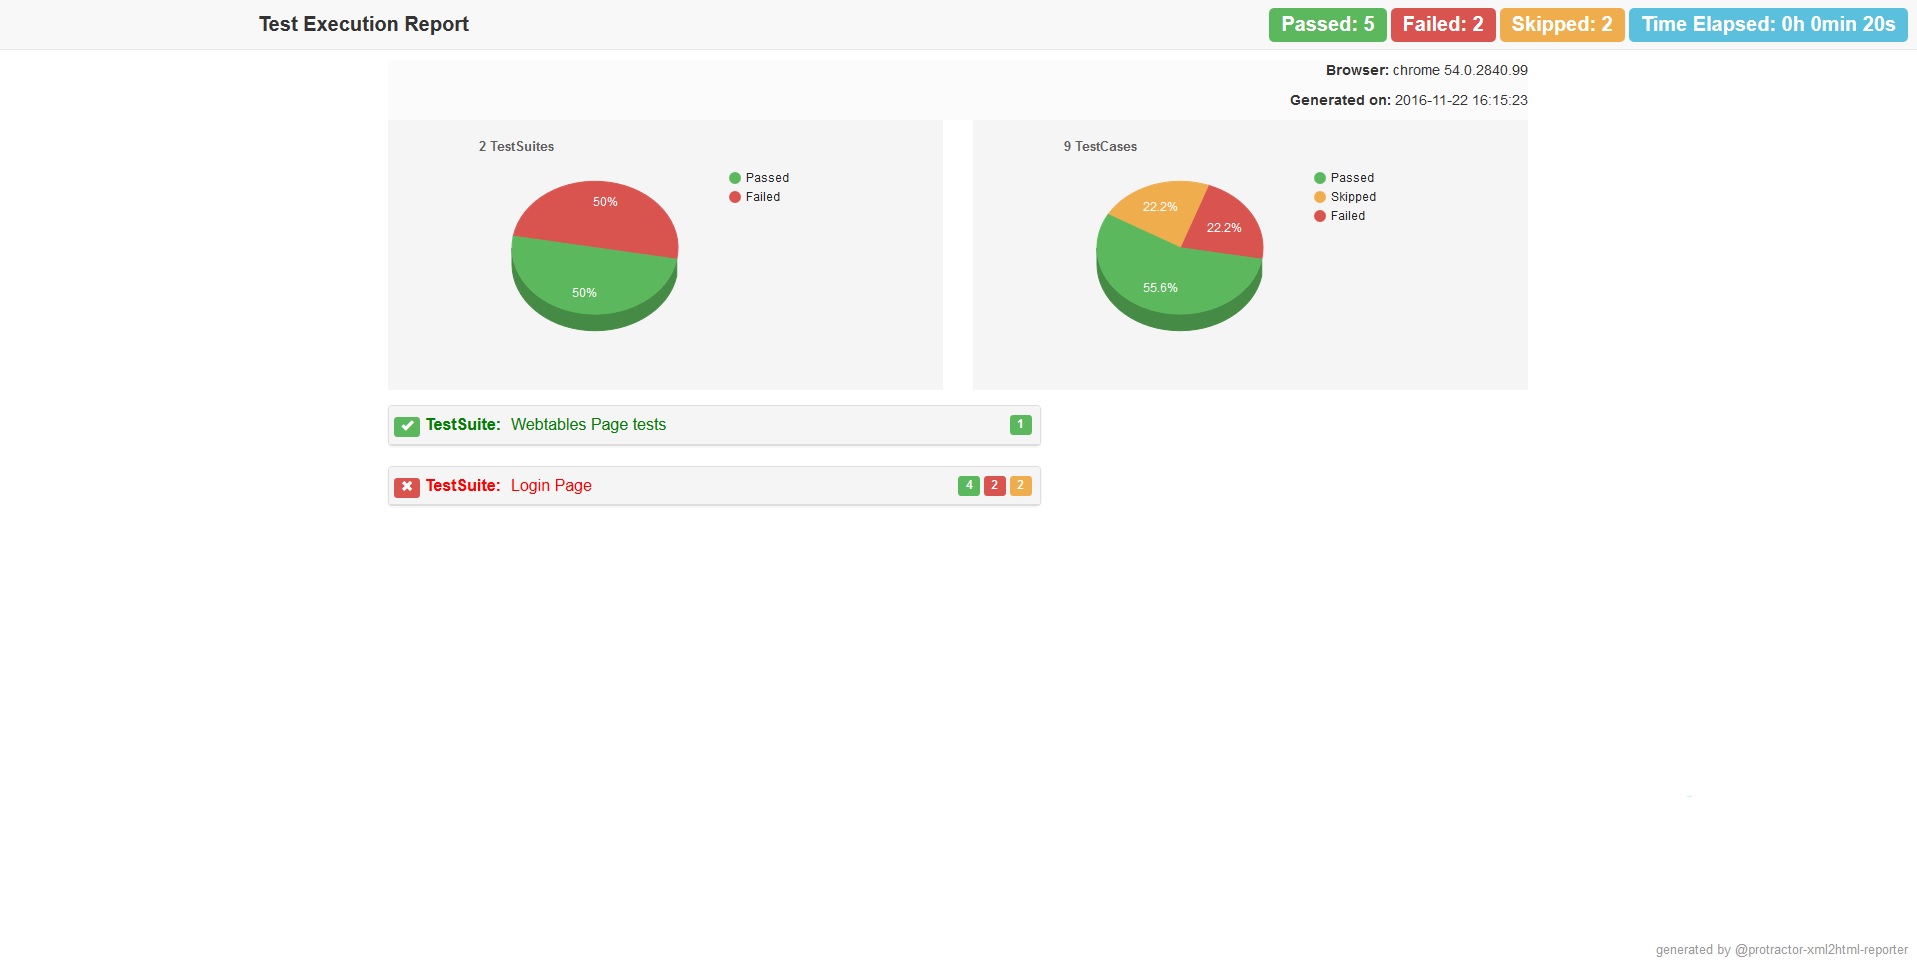 Test Execution Report
Passed: 5 Failed: 2 Skipped: 2 Time Elapsed: 0h 0min 20s
Browser: chrome 54.0.2840.99
Generated on: 2016-11-22 16:15:23
2 TestSuites
Passed
Failed
50%
50%
9 TestCases
Passed
Skipped
Failed
22.2%
22.2%
55.6%
TestSuite: Webtables Page tests 1
TestSuite: Login Page 4 2 2
generated by @protractor-xml2html-reporter